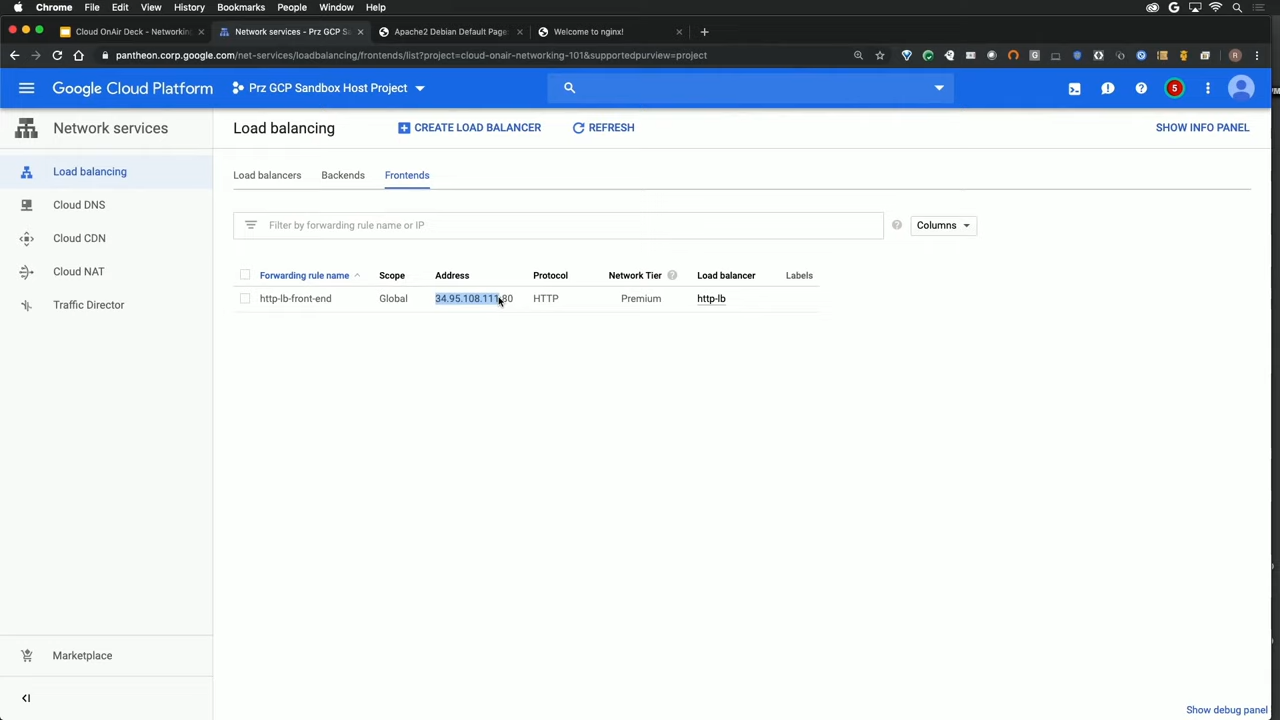 Chrome File Edit View History Bookmarks People Window Help
Cloud OnAir Deck - Networkin
Network services - Prz GCP S
Apache2 Debian Default Page
Welcome to nginx!
pantheon.corp.google.com/net-services/loadbalancing/frontends/list?project=cloud-onair-networking-101&supportedpurview=project
Google Cloud Platform
Prz GCP Sandbox Host Project
5
Network services
Load balancing
CREATE LOAD BALANCER
REFRESH
SHOW INFO PANEL
Load balancing
Cloud DNS
Cloud CDN
Cloud NAT
Traffic Director
Load balancers Backends Frontends
Filter by forwarding rule name or IP
Columns
Forwarding rule name Scope Address Protocol Network Tier Load balancer Labels
http-lb-front-end Global 34.95.108.111:80 HTTP Premium http-lb
Marketplace
Show debug panel